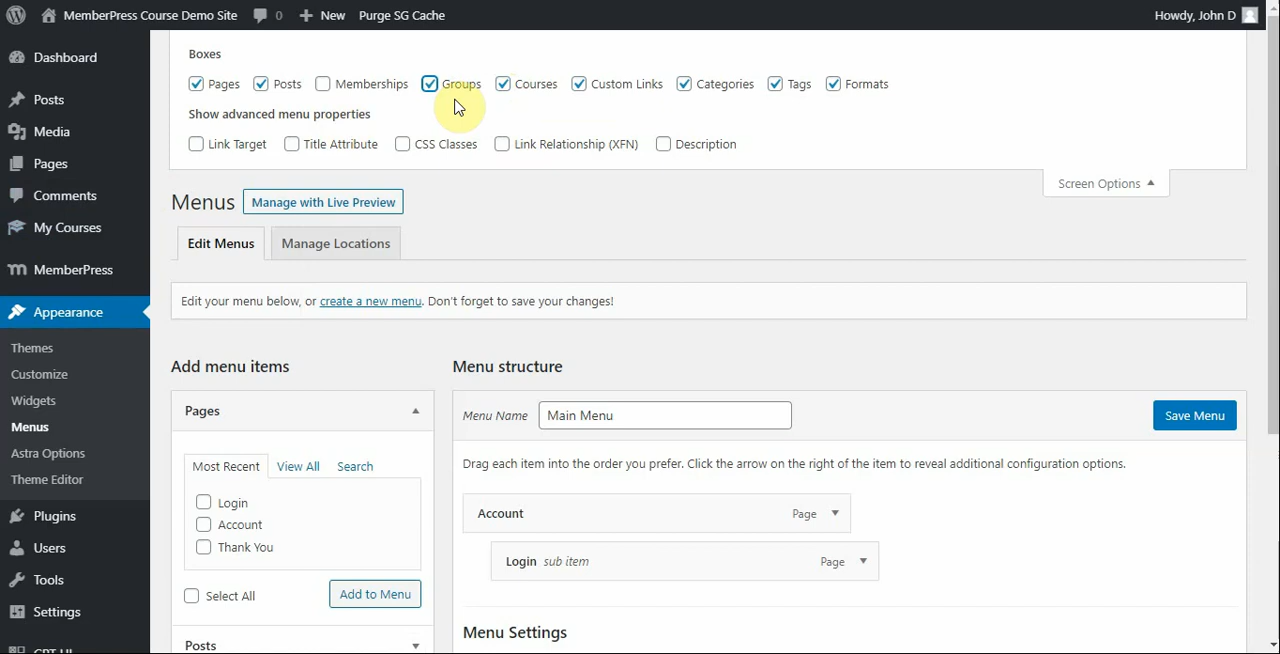 MemberPress Course Demo Site 0 New Purge SG Cache Howdy, John D
Dashboard
Posts
Media
Pages
Comments
My Courses
MemberPress
Appearance
Themes
Customize
Widgets
Menus
Astra Options
Theme Editor
Plugins
Users
Tools
Settings
Boxes
Pages Posts Memberships Groups Courses Custom Links Categories Tags Formats
Show advanced menu properties
Link Target Title Attribute CSS Classes Link Relationship (XFN) Description
Screen Options
Menus Manage with Live Preview
Edit Menus Manage Locations
Edit your menu below, or create a new menu. Don't forget to save your changes!
Add menu items
Pages
Most Recent View All Search
Login
Account
Thank You
Select All Add to Menu
Posts
Menu structure
Menu Name Main Menu Save Menu
Drag each item into the order you prefer. Click the arrow on the right of the item to reveal additional configuration options.
Account Page
Login sub item Page
Menu Settings